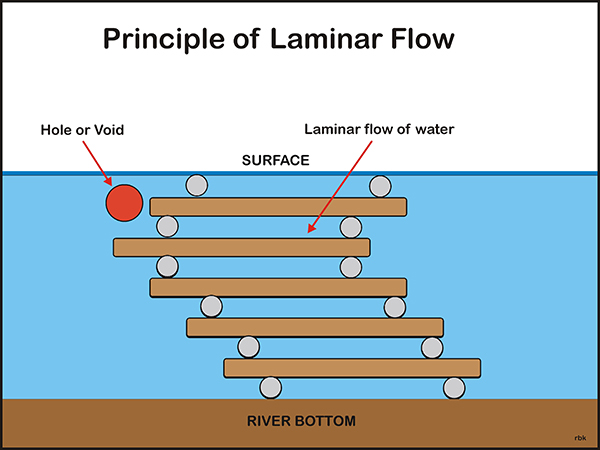 Principle of Laminar Flow
Hole or Void
Laminar flow of water
SURFACE
RIVER BOTTOM
rbk